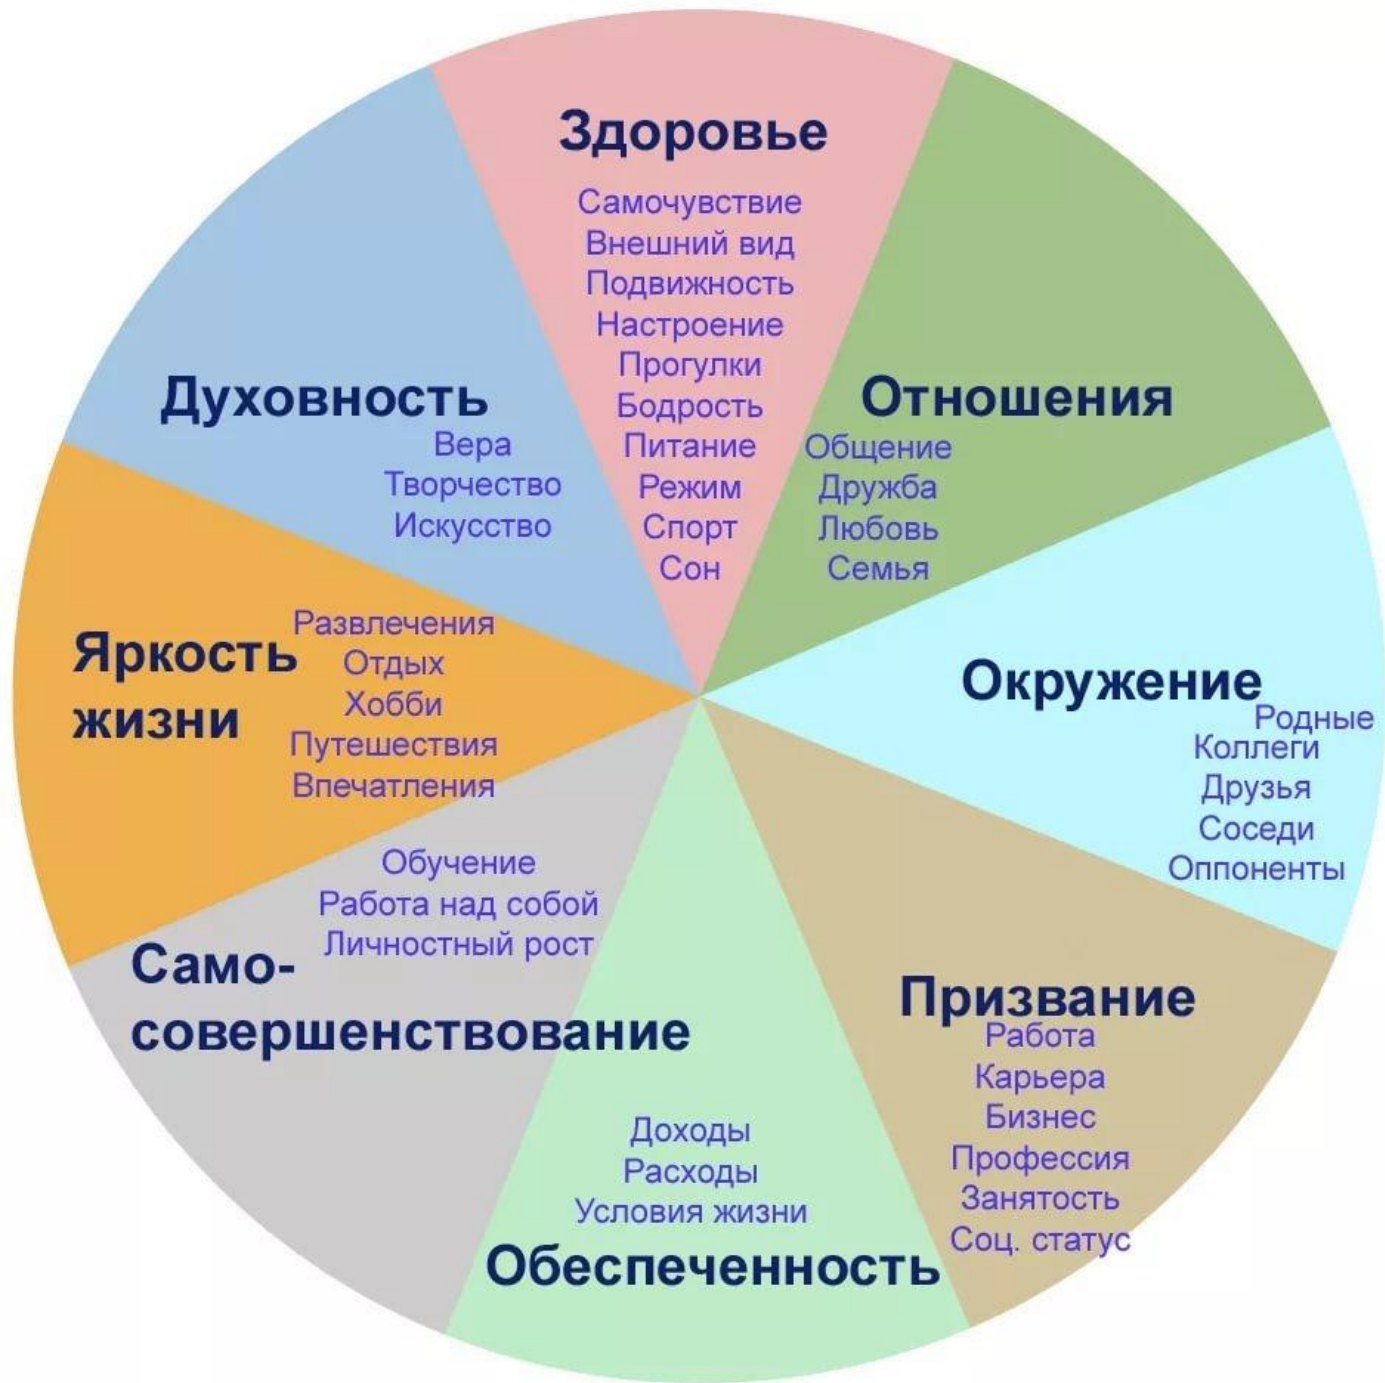 Здоровье
Самочувствие
Внешний вид
Подвижность
Настроение
Прогулки
Бодрость
Питание
Режим
Спорт
Сон
Отношения
Общение
Дружба
Любовь
Семья
Окружение
Родные
Коллеги
Друзья
Соседи
Оппоненты
Призвание
Работа
Карьера
Бизнес
Профессия
Занятость
Соц. статус
Доходы
Расходы
Условия жизни
Обеспеченность
Обучение
Работа над собой
Личностный рост
Само-
совершенствование
Яркость
жизни
Развлечения
Отдых
Хобби
Путешествия
Впечатления
Духовность
Вера
Творчество
Искусство